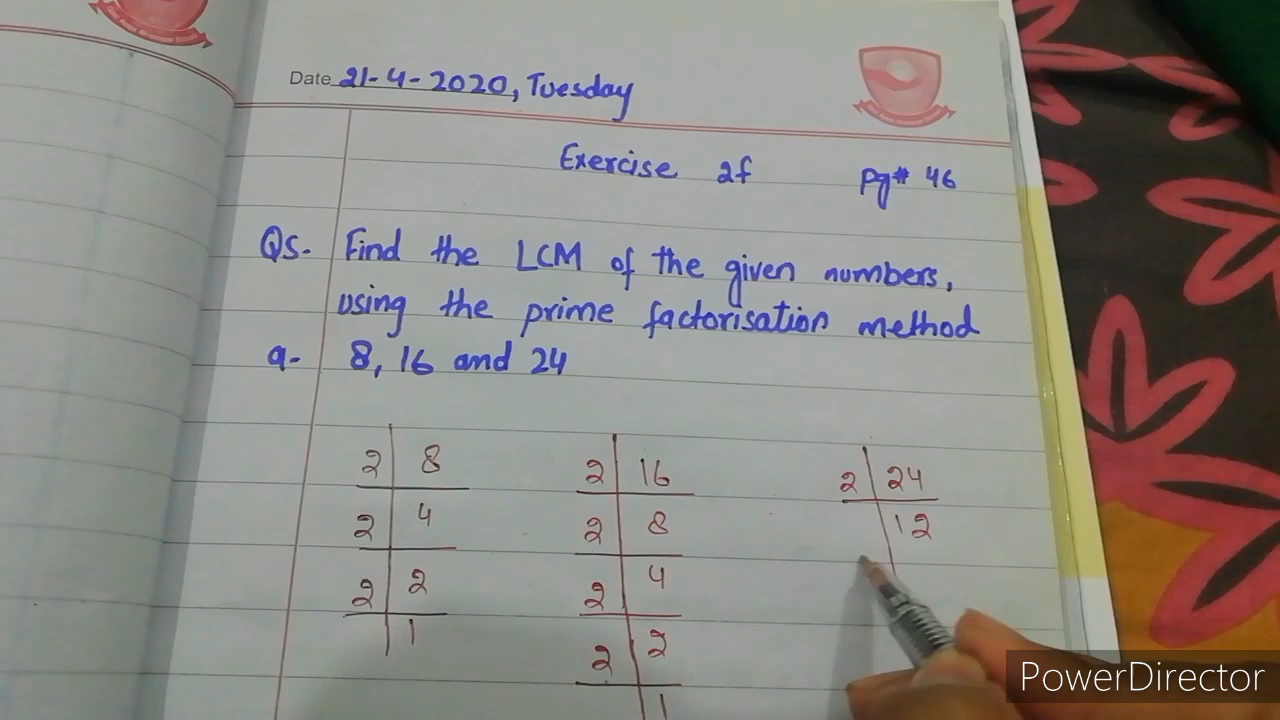 Date 21-4-2020, Tuesday
Exercise 2f Pg# 46
Q5. Find the LCM of the given numbers,
using the prime factorisation method
a- 8, 16 and 24
2 8 2 16 2 24
2 4 2 8 12
2 2 2 4
1 2 2
1
PowerDirector